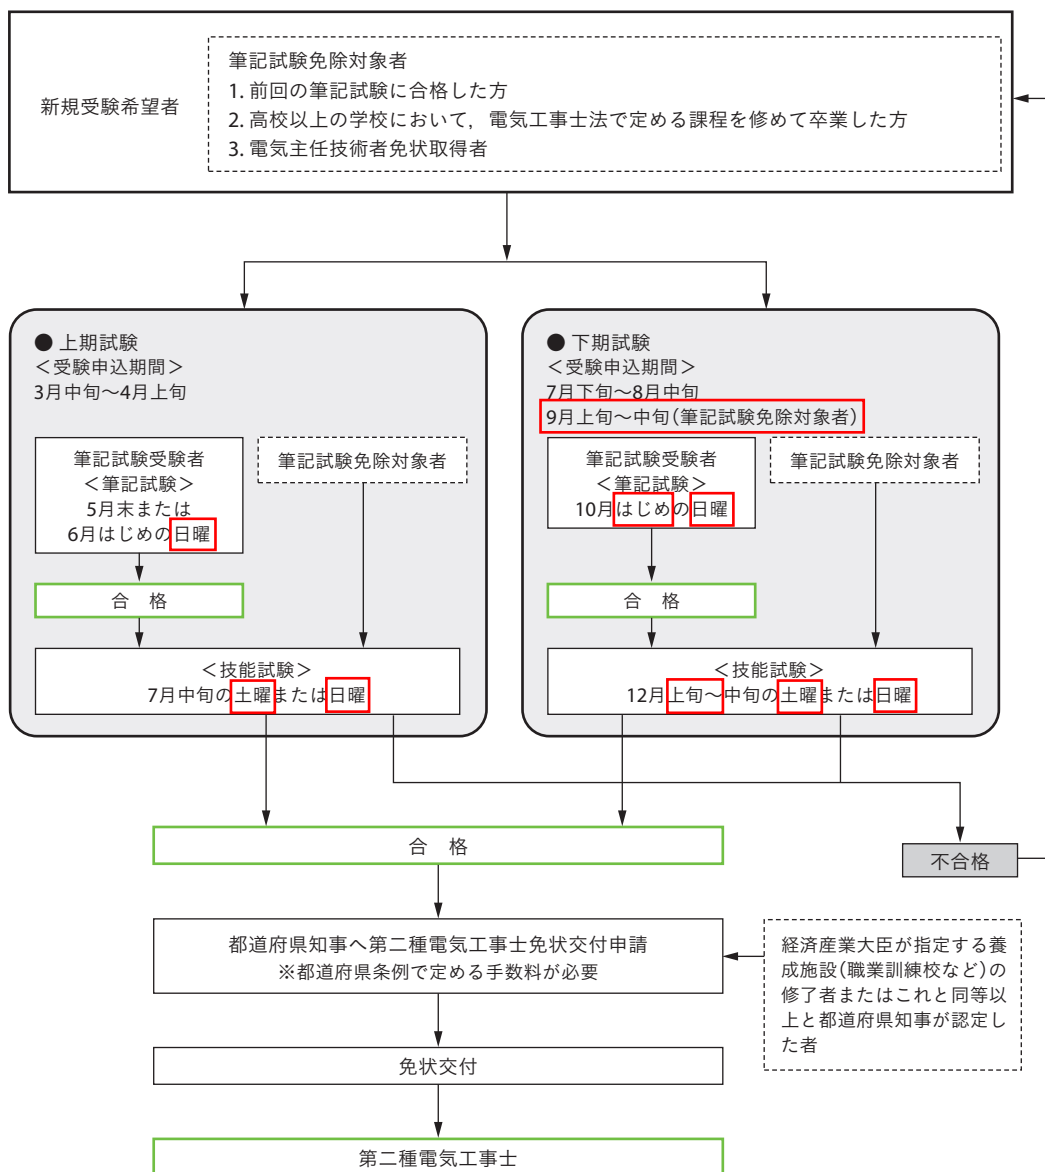 新規受験希望者
筆記試験免除対象者
1. 前回の筆記試験に合格した方
2. 高校以上の学校において，電気工事士法で定める課程を修めて卒業した方
3. 電気主任技術者免状取得者
● 上期試験
＜受験申込期間＞
3月中旬～4月上旬
筆記試験受験者
＜筆記試験＞
5月末または
6月はじめの日曜
筆記試験免除対象者
合　格
＜技能試験＞
7月中旬の土曜または日曜
● 下期試験
＜受験申込期間＞
7月下旬～8月中旬
9月上旬～中旬（筆記試験免除対象者）
筆記試験受験者
＜筆記試験＞
10月はじめの日曜
筆記試験免除対象者
合　格
＜技能試験＞
12月上旬～中旬の土曜または日曜
合　格
不合格
都道府県知事へ第二種電気工事士免状交付申請
※都道府県条例で定める手数料が必要
経済産業大臣が指定する養
成施設（職業訓練校など）の
修了者またはこれと同等以
上と都道府県知事が認定し
た者
免状交付
第二種電気工事士